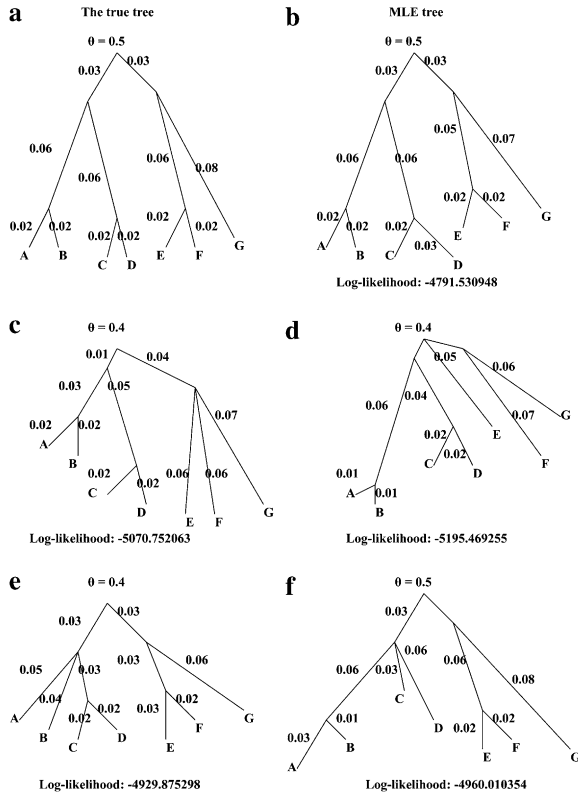 a The true tree
θ = 0.5
0.03 0.03
0.06 0.06 0.06 0.08
0.02 0.02 0.02 0.02 0.02 0.02
A B C D E F G
b MLE tree
θ = 0.5
0.03 0.03
0.06 0.06 0.05 0.07
0.02 0.02 0.02 0.03 0.02 0.02
A B C D E F G
Log-likelihood: -4791.530948
c θ = 0.4
0.01 0.04
0.03 0.05 0.07
0.02 0.02 0.02 0.02 0.06 0.06
A B C D E F G
Log-likelihood: -5070.752063
d θ = 0.4
0.05 0.06
0.06 0.04 0.07
0.01 0.01 0.02 0.02
A B C D E F G
Log-likelihood: -5195.469255
e θ = 0.4
0.03 0.03
0.05 0.04 0.03 0.03 0.06
0.02 0.02 0.03 0.02
A B C D E F G
Log-likelihood: -4929.875298
f θ = 0.5
0.03
0.06 0.03 0.06 0.06 0.08
0.03 0.01 0.02 0.02
A B C D E F G
Log-likelihood: -4960.010354